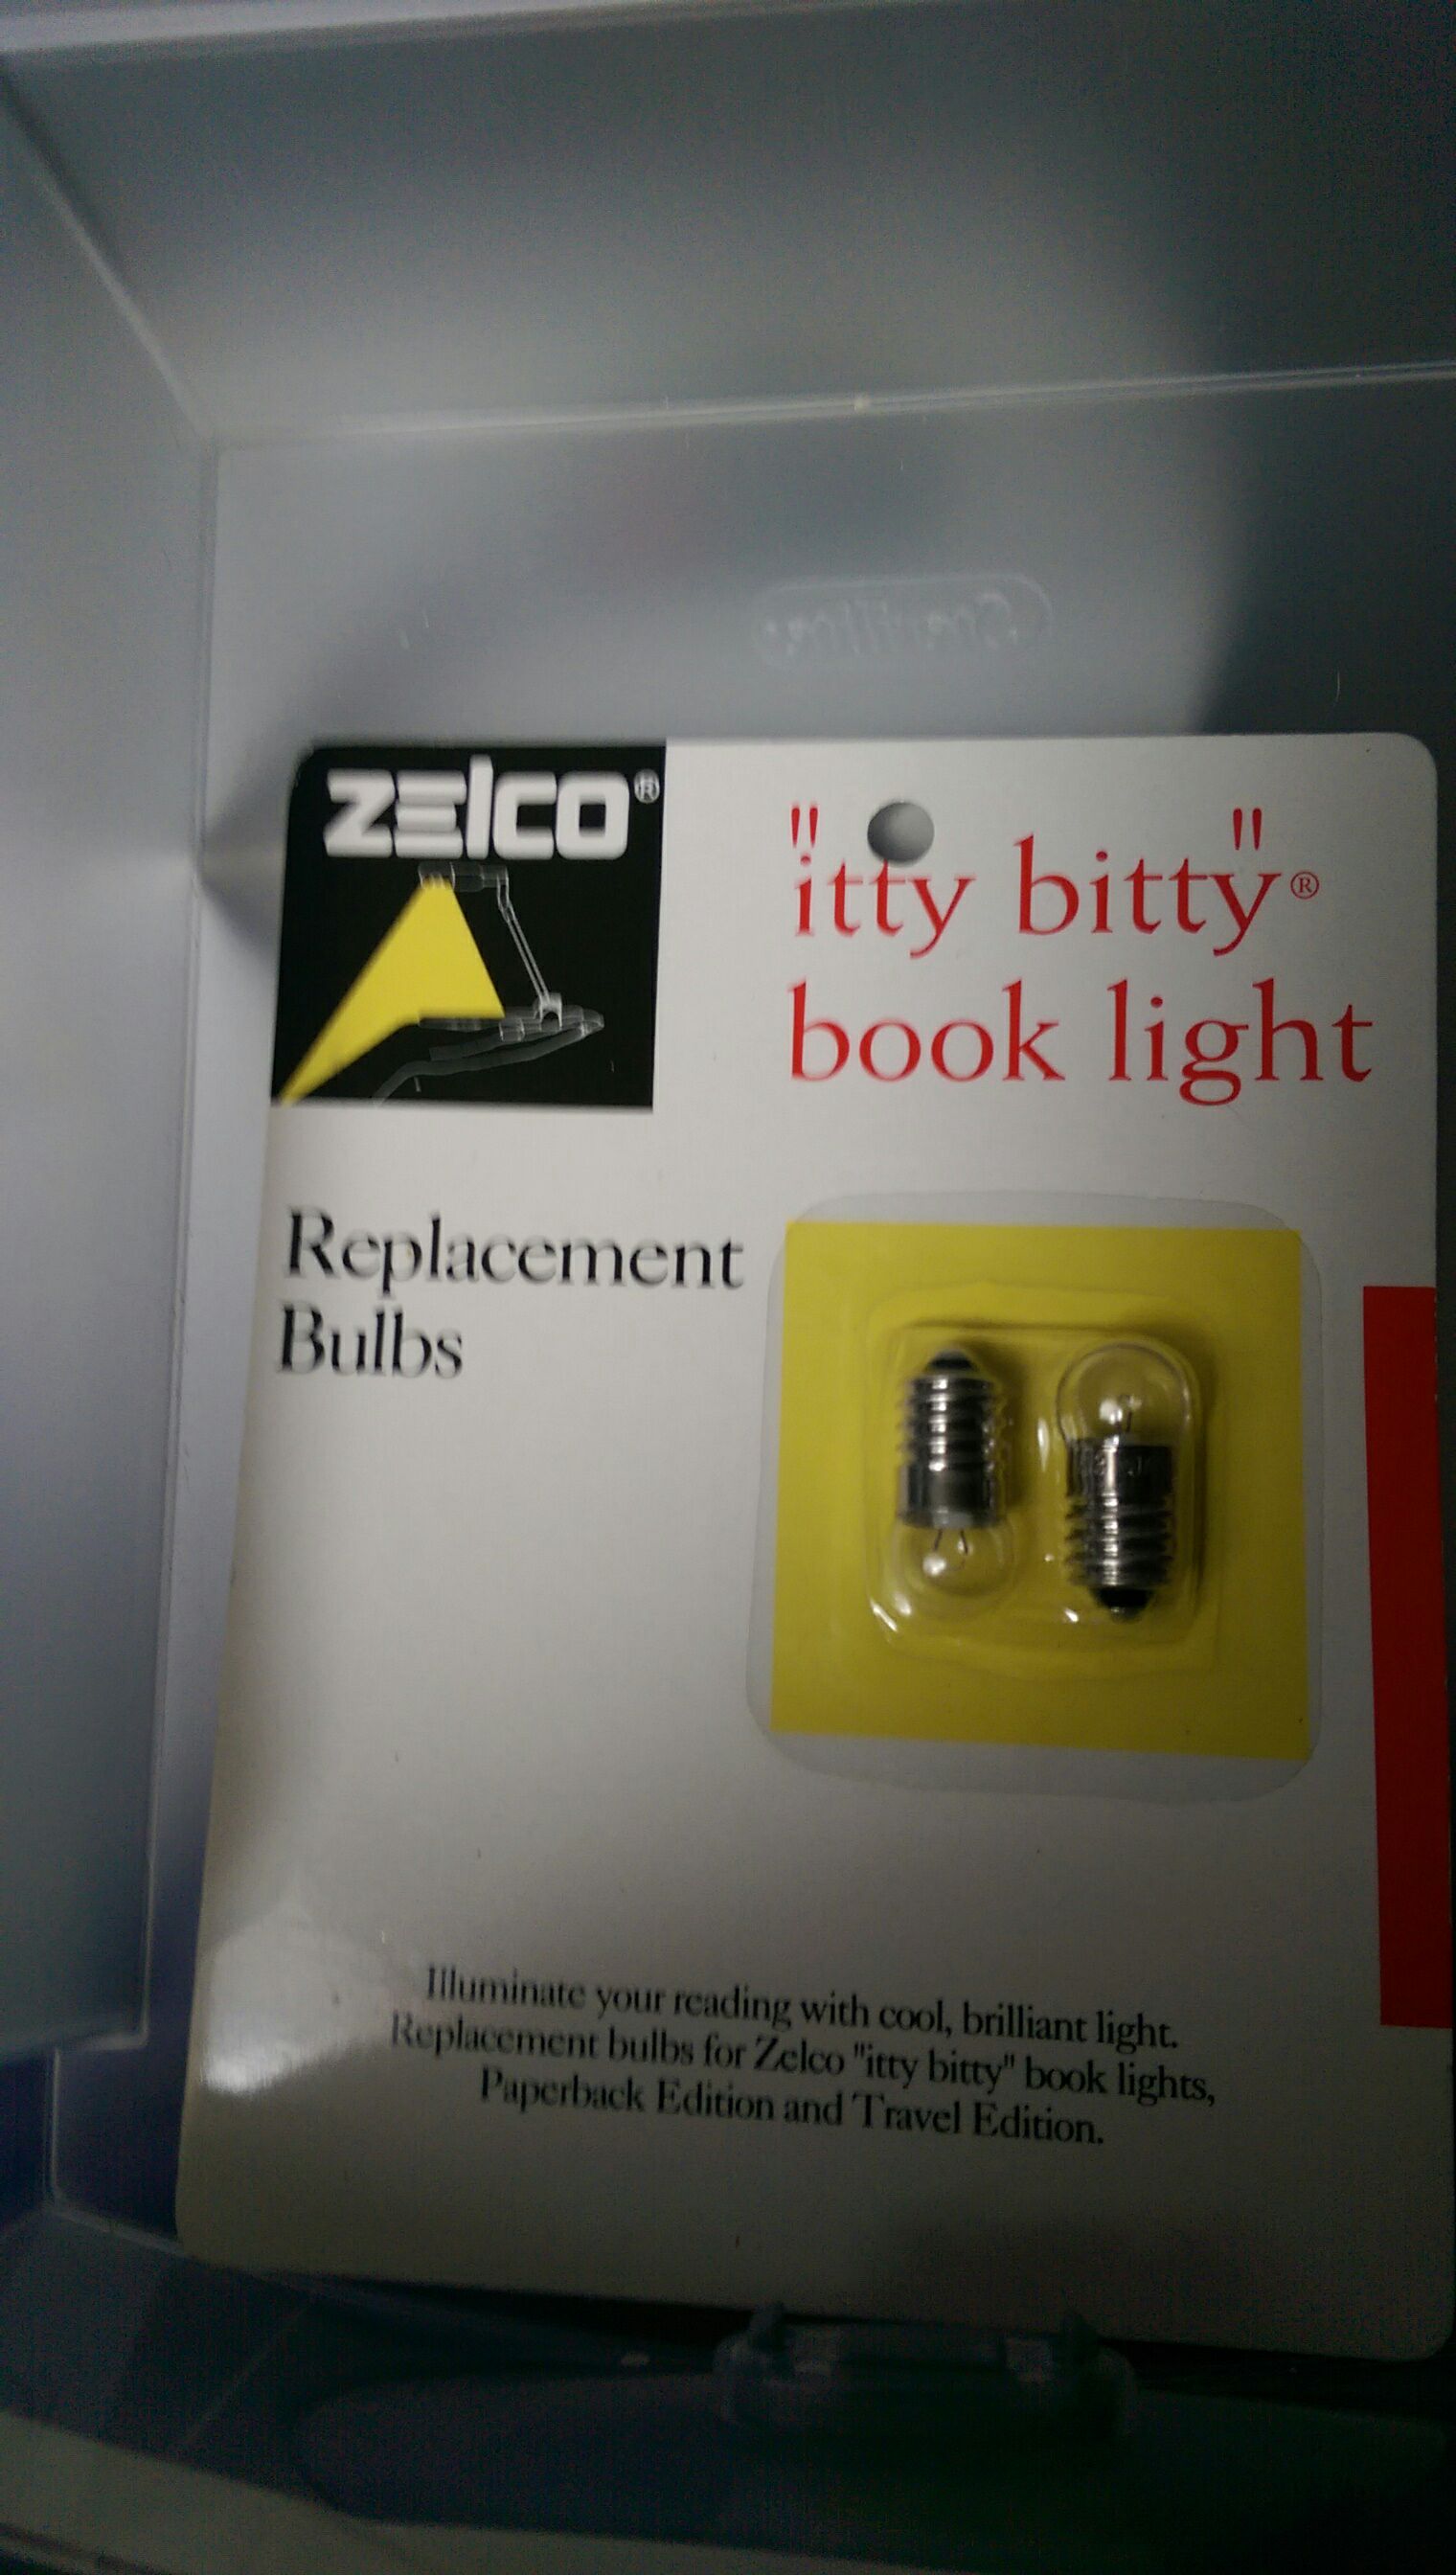 ZElCO®
"itty bitty"®
book light
Replacement
Bulbs
Illuminate your reading with cool, brilliant light.
Replacement bulbs for Zelco "itty bitty" book lights,
Paperback Edition and Travel Edition.